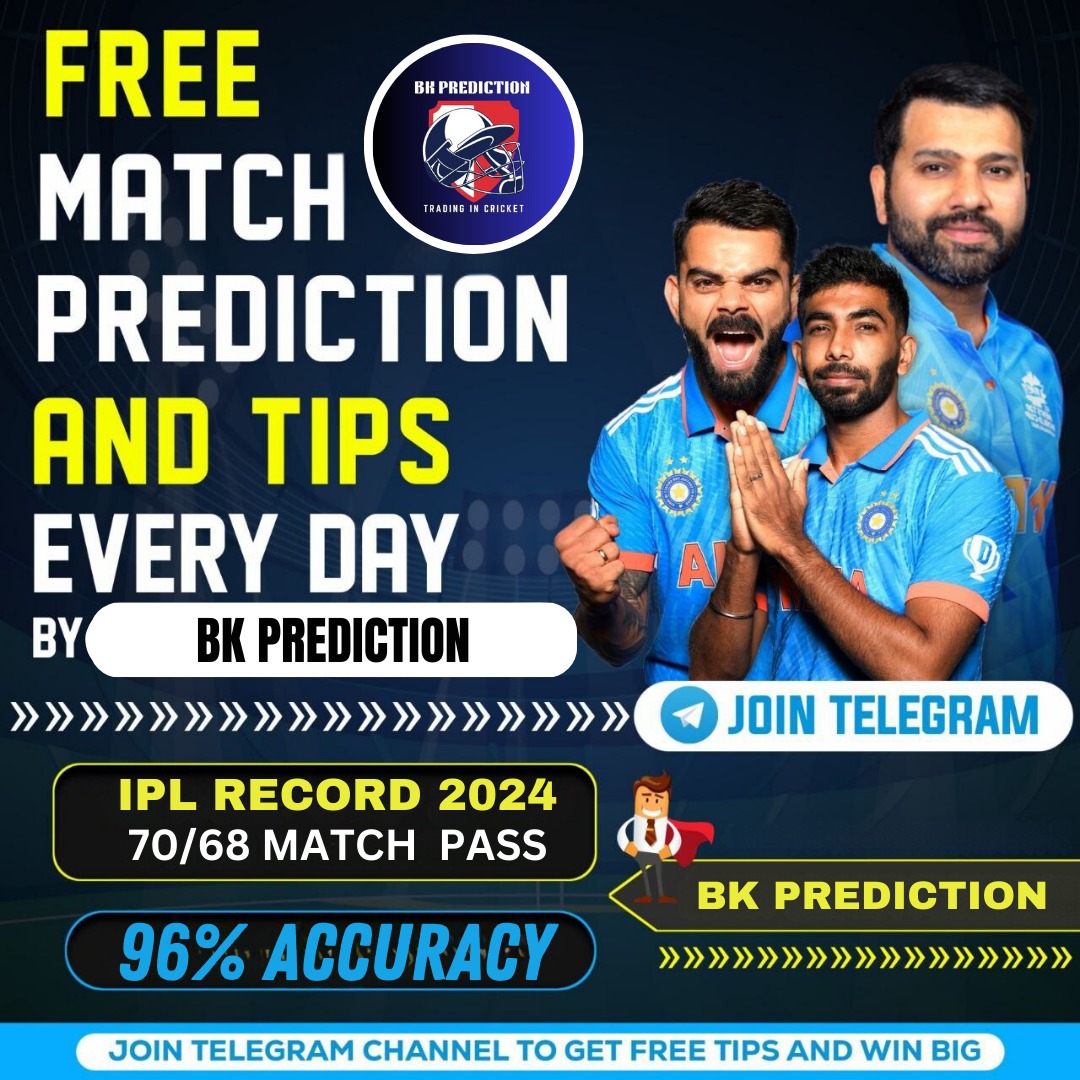 FREE
BK PREDICTION
TRADING IN CRICKET
MATCH
PREDICTION
AND TIPS
EVERY DAY
BY BK PREDICTION
JOIN TELEGRAM
IPL RECORD 2024
70/68 MATCH PASS
BK PREDICTION
96% ACCURACY
JOIN TELEGRAM CHANNEL TO GET FREE TIPS AND WIN BIG